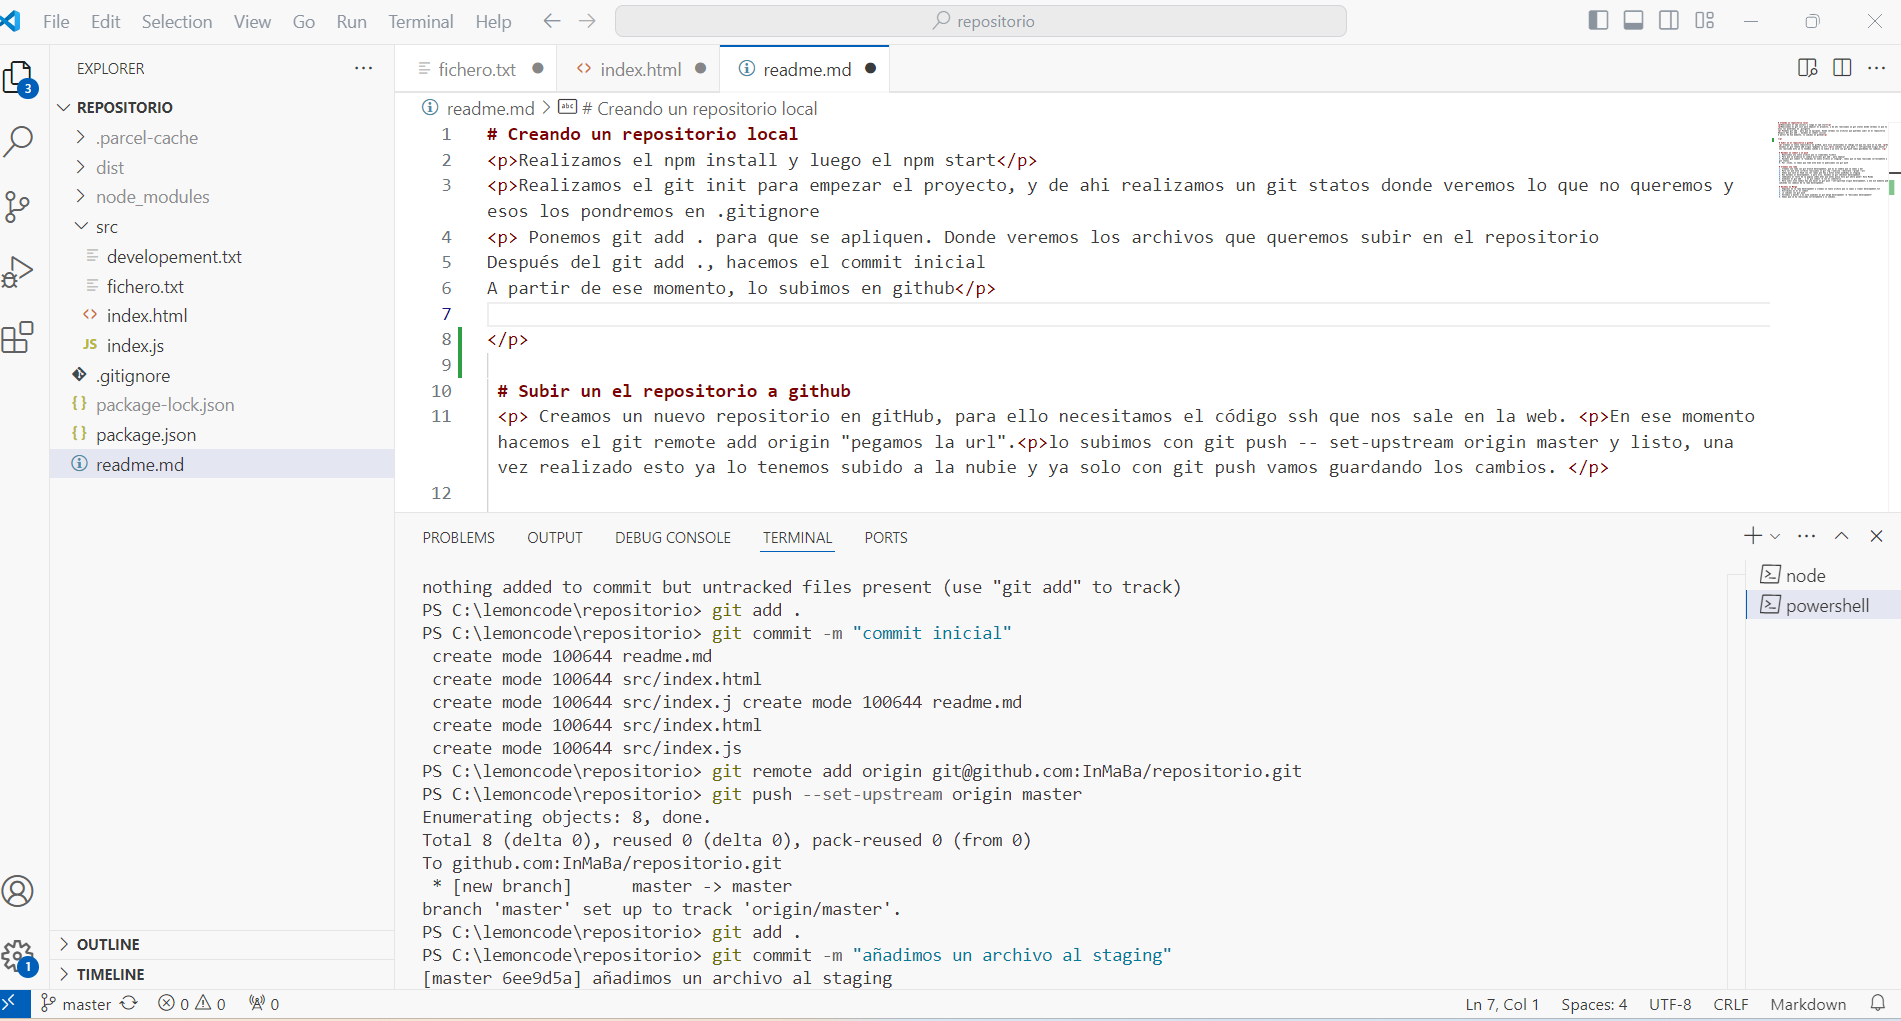 File Edit Selection View Go Run Terminal Help
repositorio
EXPLORER
fichero.txt
index.html
readme.md
3
REPOSITORIO
.parcel-cache
dist
node_modules
src
developement.txt
fichero.txt
index.html
JS index.js
.gitignore
{} package-lock.json
{} package.json
readme.md
OUTLINE
TIMELINE
readme.md > abc # Creando un repositorio local
1 # Creando un repositorio local
2 <p>Realizamos el npm install y luego el npm start</p>
3 <p>Realizamos el git init para empezar el proyecto, y de ahi realizamos un git statos donde veremos lo que no queremos y
esos los pondremos en .gitignore
4 <p> Ponemos git add . para que se apliquen. Donde veremos los archivos que queremos subir en el repositorio
5 Después del git add ., hacemos el commit inicial
6 A partir de ese momento, lo subimos en github</p>
7
8 </p>
9
10 # Subir un el repositorio a github
11 <p> Creamos un nuevo repositorio en gitHub, para ello necesitamos el código ssh que nos sale en la web. <p>En ese momento
hacemos el git remote add origin "pegamos la url".<p>lo subimos con git push -- set-upstream origin master y listo, una
vez realizado esto ya lo tenemos subido a la nubie y ya solo con git push vamos guardando los cambios. </p>
12
PROBLEMS OUTPUT DEBUG CONSOLE TERMINAL PORTS
nothing added to commit but untracked files present (use "git add" to track)
PS C:\lemoncode\repositorio> git add .
PS C:\lemoncode\repositorio> git commit -m "commit inicial"
create mode 100644 readme.md
create mode 100644 src/index.html
create mode 100644 src/index.j create mode 100644 readme.md
create mode 100644 src/index.html
create mode 100644 src/index.js
PS C:\lemoncode\repositorio> git remote add origin git@github.com:InMaBa/repositorio.git
PS C:\lemoncode\repositorio> git push --set-upstream origin master
Enumerating objects: 8, done.
Total 8 (delta 0), reused 0 (delta 0), pack-reused 0 (from 0)
To github.com:InMaBa/repositorio.git
* [new branch] master -> master
branch 'master' set up to track 'origin/master'.
PS C:\lemoncode\repositorio> git add .
PS C:\lemoncode\repositorio> git commit -m "añadimos un archivo al staging"
[master 6ee9d5a] añadimos un archivo al staging
node
powershell
1
master 0 0 0
Ln 7, Col 1 Spaces: 4 UTF-8 CRLF Markdown